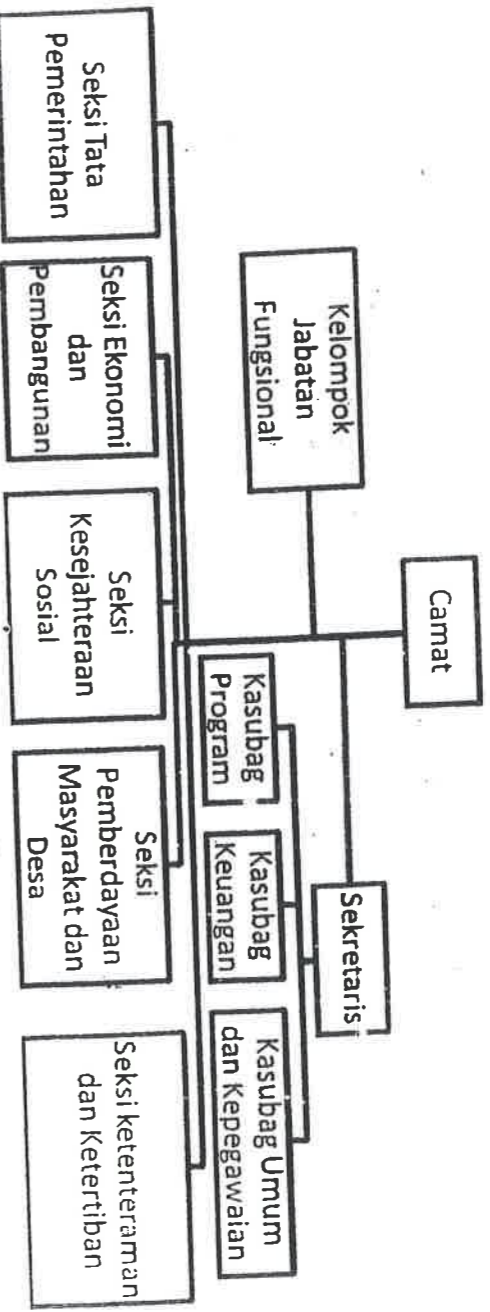 Camat
Kelompok
Jabatan
Fungsional
Sekretaris
Kasubag
Program
Kasubag
Keuangan
Kasubag Umum
dan Kepegawaian
Seksi Tata
Pemerintahan
Seksi Ekonomi
dan
Pembangunan
Seksi
Kesejahteraan
Sosial
Seksi
Pemberdayaan
Masyarakat dan
Desa
Seksi ketenteraman
dan Ketertiban